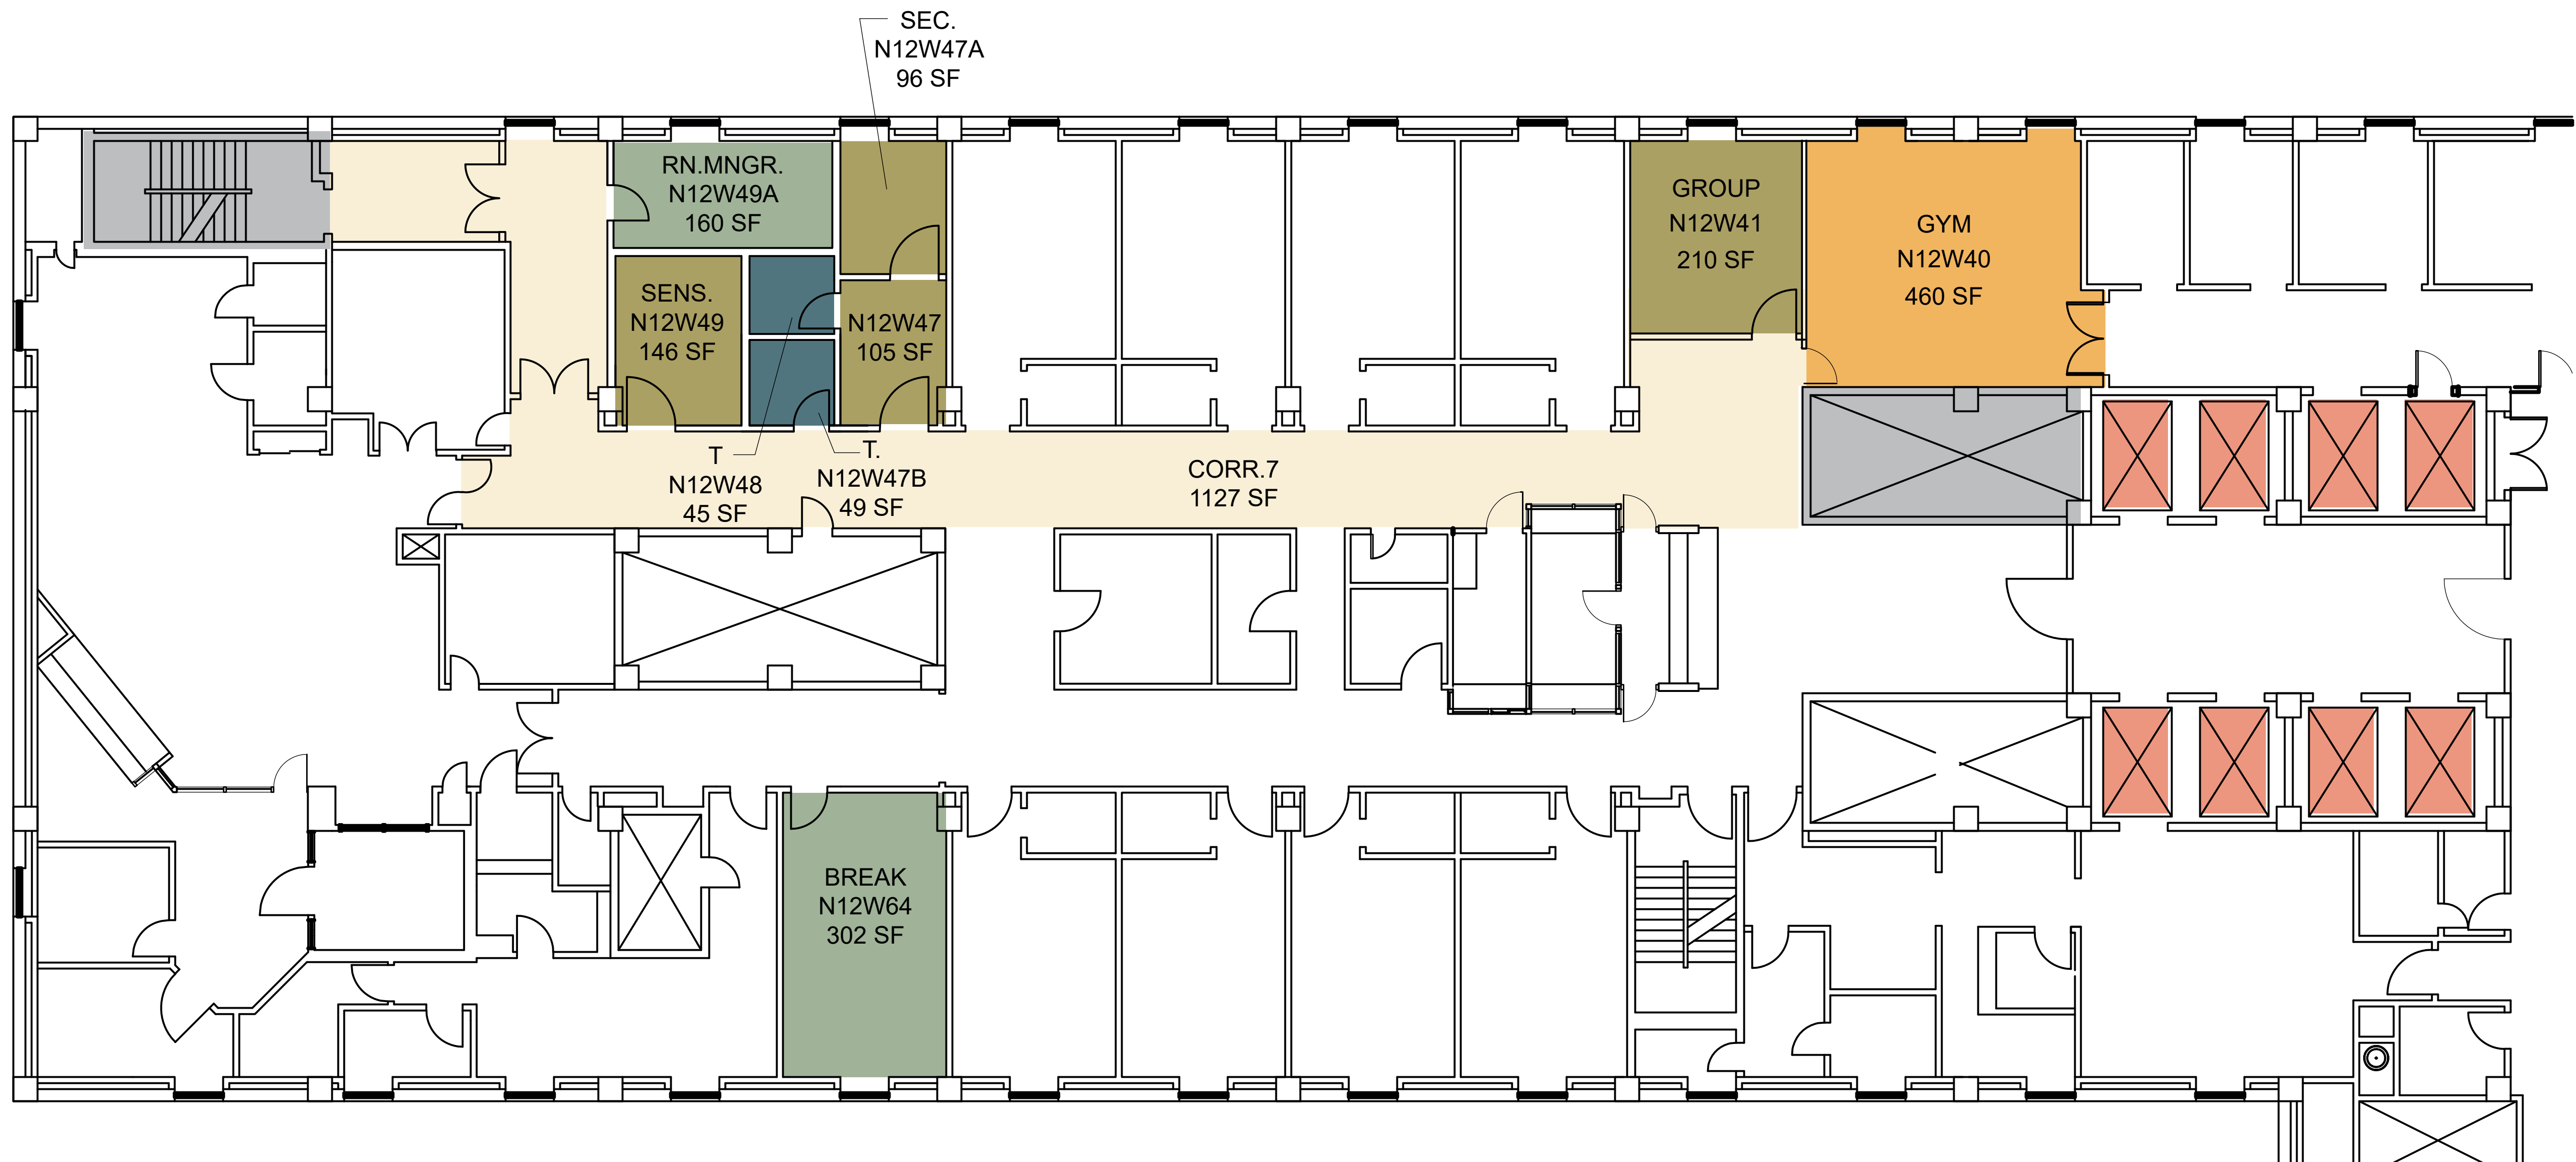 SEC.
N12W47A
96 SF
RN.MNGR.
N12W49A
160 SF
GROUP
N12W41
210 SF
GYM
N12W40
460 SF
SENS.
N12W49
146 SF
N12W47
105 SF
T
N12W48
45 SF
T.
N12W47B
49 SF
CORR.7
1127 SF
BREAK
N12W64
302 SF